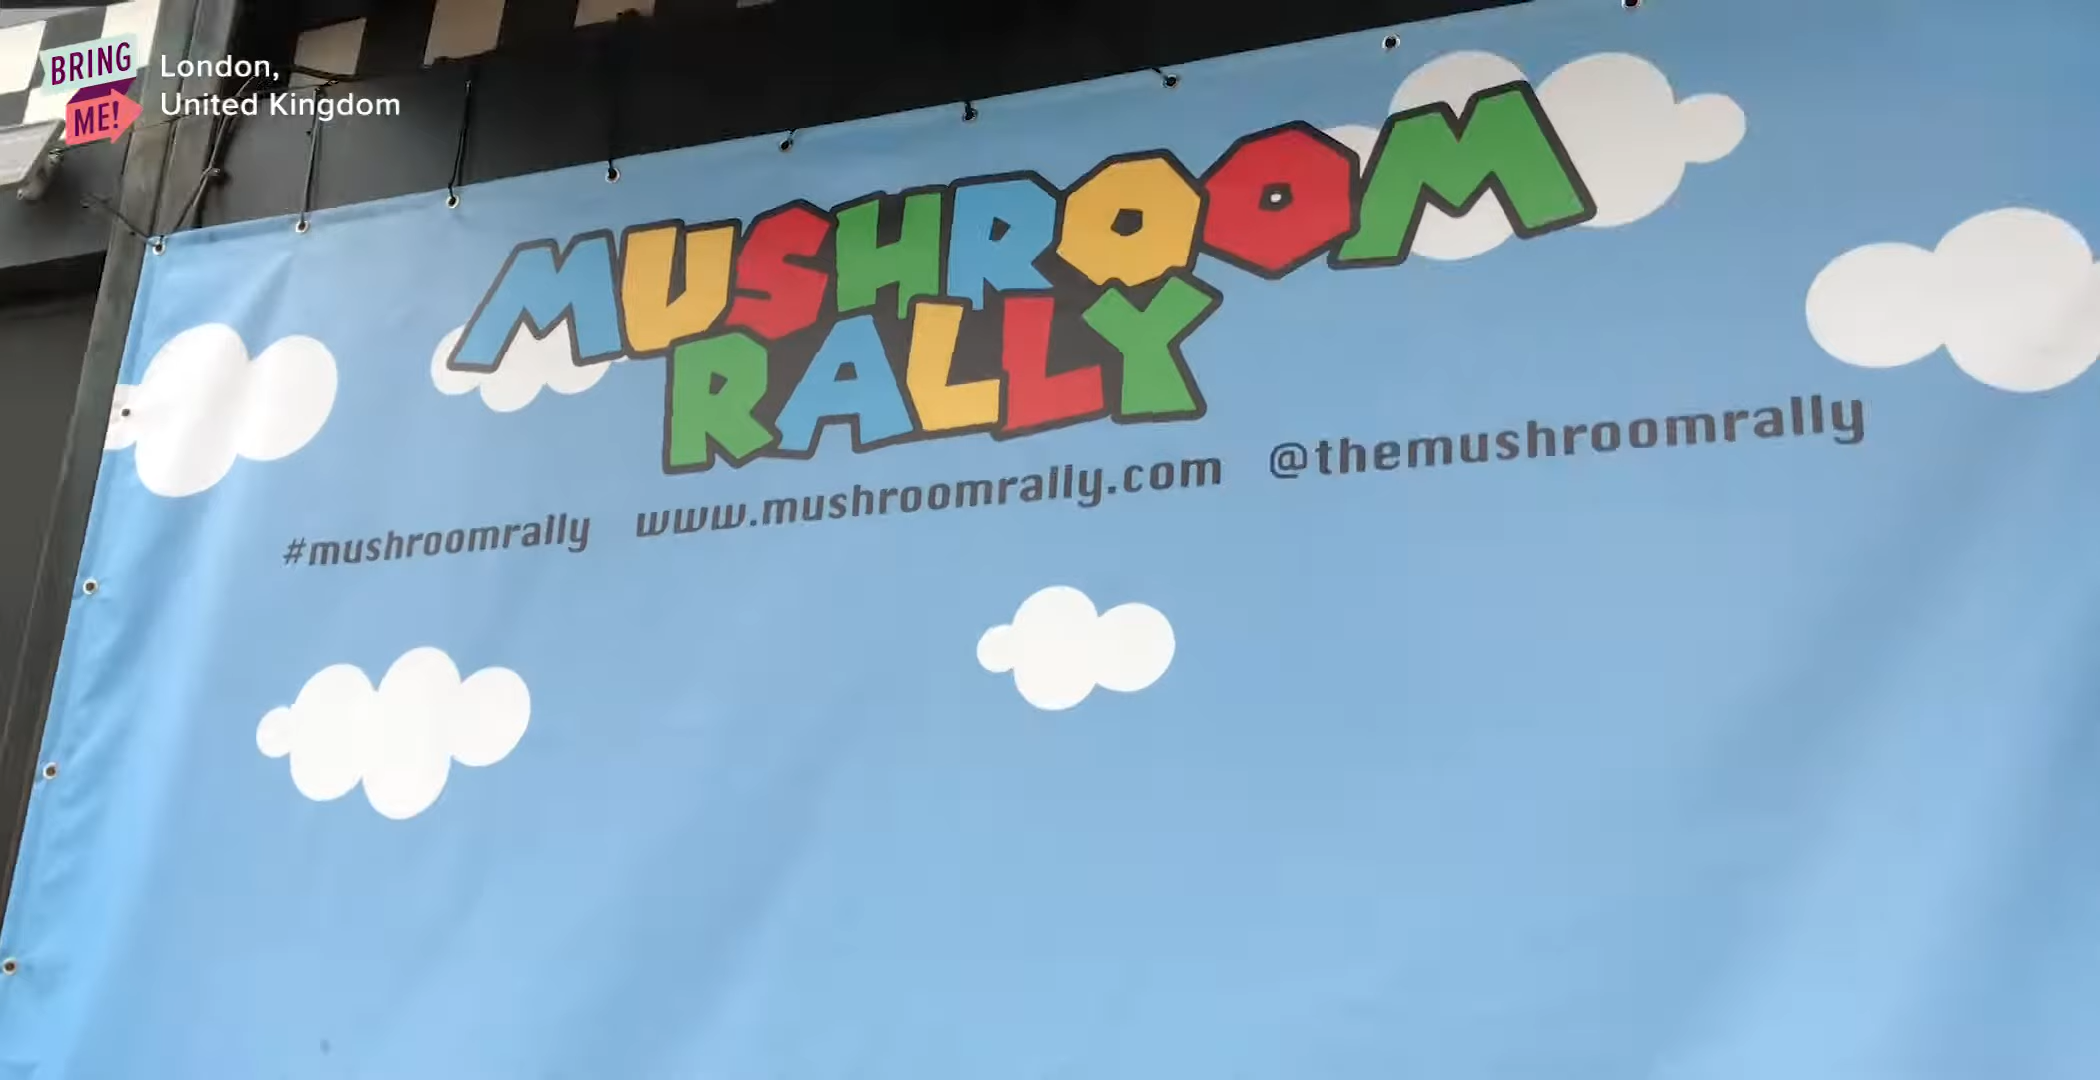 BRING
ME!
London,
United Kingdom
MUSHROOM
RALLY
#mushroomrally www.mushroomrally.com @themushroomrally